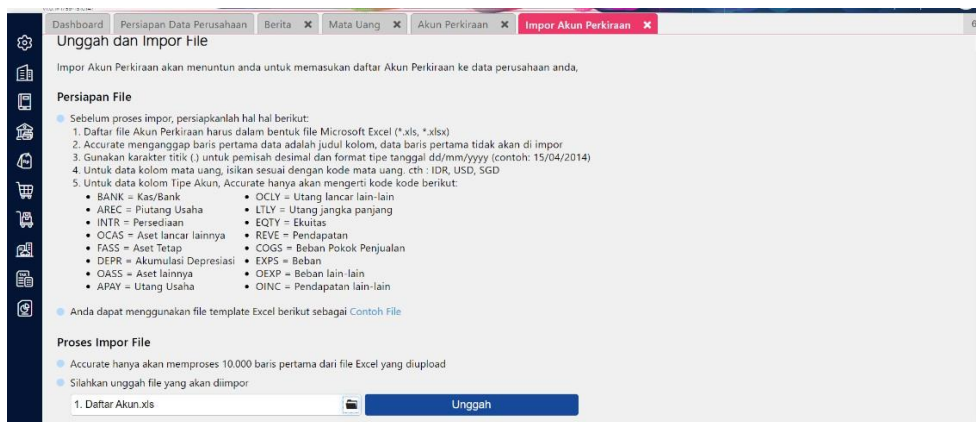 Dashboard Persiapan Data Perusahaan Berita Mata Uang Akun Perkiraan Impor Akun Perkiraan
Unggah dan Impor File
Impor Akun Perkiraan akan menuntun anda untuk memasukan daftar Akun Perkiraan ke data perusahaan anda,
Persiapan File
Sebelum proses impor, persiapkanlah hal hal berikut:
1. Daftar file Akun Perkiraan harus dalam bentuk file Microsoft Excel (*.xls, *.xlsx)
2. Accurate menganggap baris pertama data adalah judul kolom, data baris pertama tidak akan di impor
3. Gunakan karakter titik (.) untuk pemisah desimal dan format tipe tanggal dd/mm/yyyy (contoh: 15/04/2014)
4. Untuk data kolom mata uang, isikan sesuai dengan kode mata uang. cth : IDR, USD, SGD
5. Untuk data kolom Tipe Akun, Accurate hanya akan mengerti kode kode berikut:
• BANK = Kas/Bank • OCLY = Utang lancar lain-lain
• AREC = Piutang Usaha • LTLY = Utang jangka panjang
• INTR = Persediaan • EQTY = Ekuitas
• OCAS = Aset lancar lainnya • REVE = Pendapatan
• FASS = Aset Tetap • COGS = Beban Pokok Penjualan
• DEPR = Akumulasi Depresiasi • EXPS = Beban
• OASS = Aset lainnya • OEXP = Beban lain-lain
• APAY = Utang Usaha • OINC = Pendapatan lain-lain
Anda dapat menggunakan file template Excel berikut sebagai Contoh File
Proses Impor File
Accurate hanya akan memproses 10.000 baris pertama dari file Excel yang diupload
Silahkan unggah file yang akan diimpor
1. Daftar Akun.xls Unggah